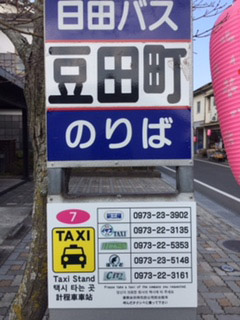 日田バス
豆田町
のりば
7
TAXI
Taxi Stand
택시 타는 곳
計程車車站
0973-23-3902
0973-22-3135
0973-22-5353
0973-23-5148
0973-22-3161